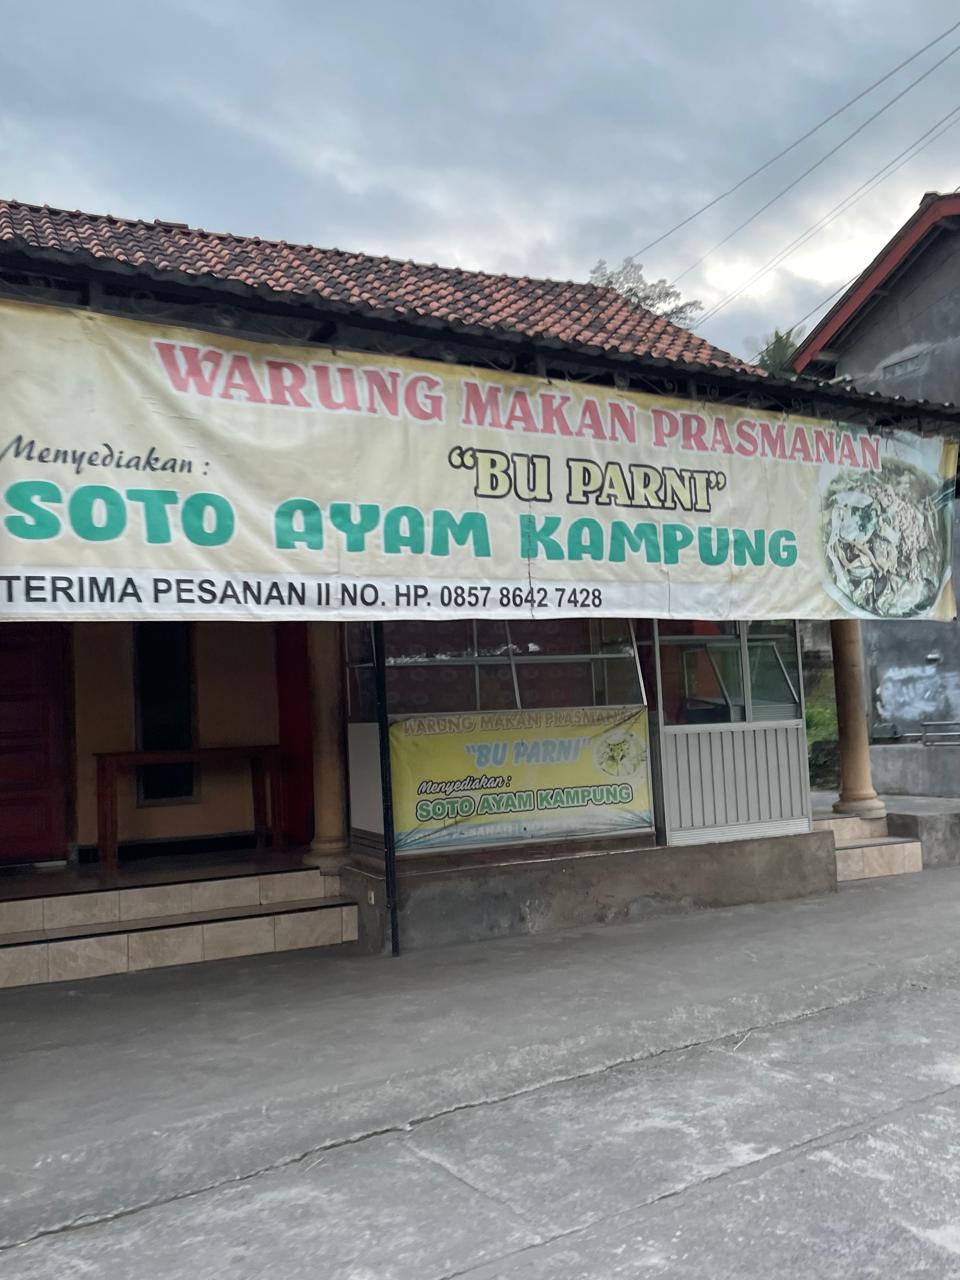 WARUNG MAKAN PRASMANAN
"BU PARNI"
Menyediakan :
SOTO AYAM KAMPUNG
TERIMA PESANAN II NO. HP. 0857 8642 7428
WARUNG MAKAN PRASMANAN
"BU PARNI"
Menyediakan :
SOTO AYAM KAMPUNG